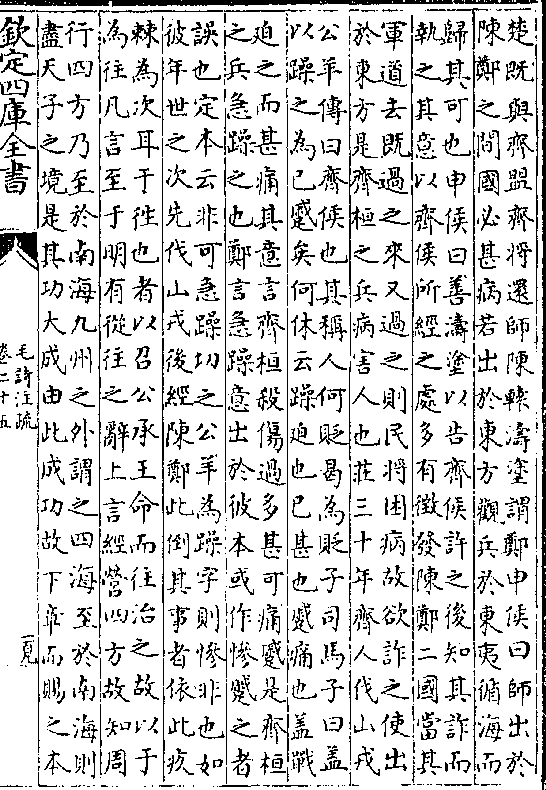 楚既與齊盟齊將還師陳轅濤塗謂鄭申侯曰師出於
陳鄭之間國必甚病若出於東方觀兵於東夷循海而
歸其可也申侯曰善濤塗以告齊侯許之後知其詐而
執之其意以齊侯所經之處多有徵發陳鄭二國當其
軍道去既過之來又過之則民將困病故欲詐之使出
於東方是齊桓之兵病害人也莊三十年齊人伐山戎
公羊傳曰齊侯也其稱人何貶曷為貶子司馬子曰盖
以躁之為已蹙矣何休云躁迫也已甚也蹙痛也盖戰
迫之而甚痛其意言齊桓殺傷過多甚可痛蹙是齊桓
之兵急躁之也鄭言急躁意出於彼本或作慘蹙之者
誤也定本云非可急躁切之公羊為躁字則慘非也如
彼年世之次先伐山戎後經陳鄭此倒其事者依此疚
棘為次耳于徃也者以召公承王命而往治之故以于
為往凡言至于明有從往之辭上言經營四方故知周
行四方乃至於南海九州之外謂之四海至於南海則
盡天子之境是其功大成由此成功故下章而賜之本
欽定四庫全書
毛詩注疏
卷二十五